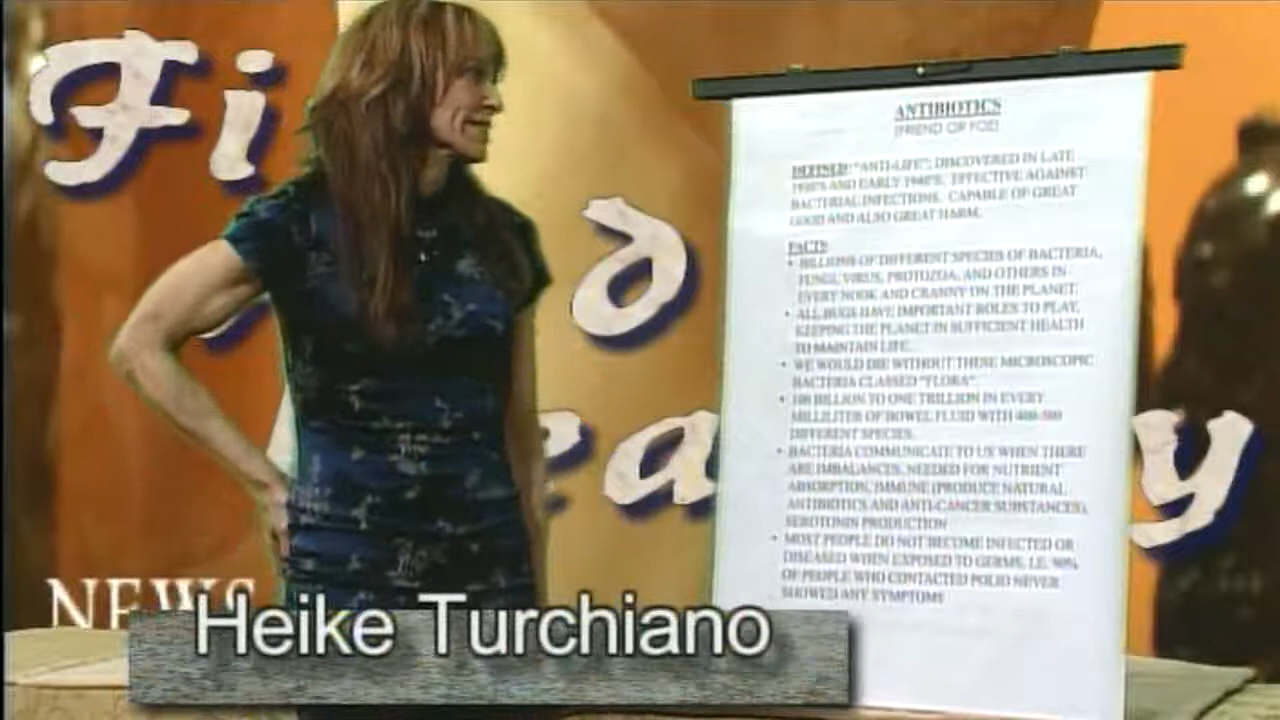 Fi d
ea y
ANTIBIOTICS
(FRIEND OR FOE)
DEFINED: "ANTI-LIFE"; DISCOVERED IN LATE
1930'S AND EARLY 1940'S. EFFECTIVE AGAINST
BACTERIAL INFECTIONS. CAPABLE OF GREAT
GOOD AND ALSO GREAT HARM.
FACTS
• BILLIONS OF DIFFERENT SPECIES OF BACTERIA,
FUNGI, VIRUS, PROTOZOA, AND OTHERS IN
EVERY NOOK AND CRANNY ON THE PLANET
• ALL BUGS HAVE IMPORTANT ROLES TO PLAY,
KEEPING THE PLANET IN SUFFICIENT HEALTH
TO MAINTAIN LIFE.
• WE WOULD DIE WITHOUT THESE MICROSCOPIC
BACTERIA CLASSED "FLORA".
• 100 BILLION TO ONE TRILLION IN EVERY
MILLILITER OF BOWEL FLUID WITH 400-500
DIFFERENT SPECIES.
• BACTERIA COMMUNICATE TO US WHEN THERE
ARE IMBALANCES, NEEDED FOR NUTRIENT
ABSORPTION, IMMUNE (PRODUCE NATURAL
ANTIBIOTICS AND ANTI-CANCER SUBSTANCES),
SEROTONIN PRODUCTION
• MOST PEOPLE DO NOT BECOME INFECTED OR
DISEASED WHEN EXPOSED TO GERMS, I.E. 90%
OF PEOPLE WHO CONTACTED POLIO NEVER
SHOWED ANY SYMPTOMS
NEWS
Heike Turchiano